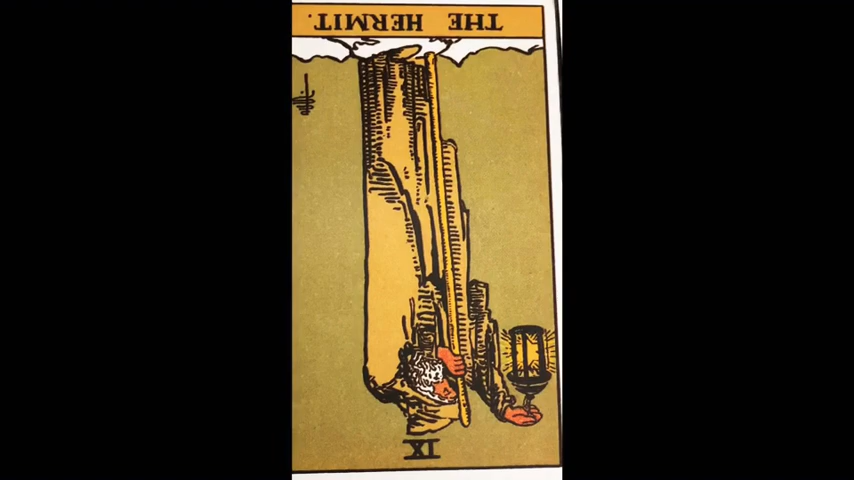 THE HERMIT.
IX